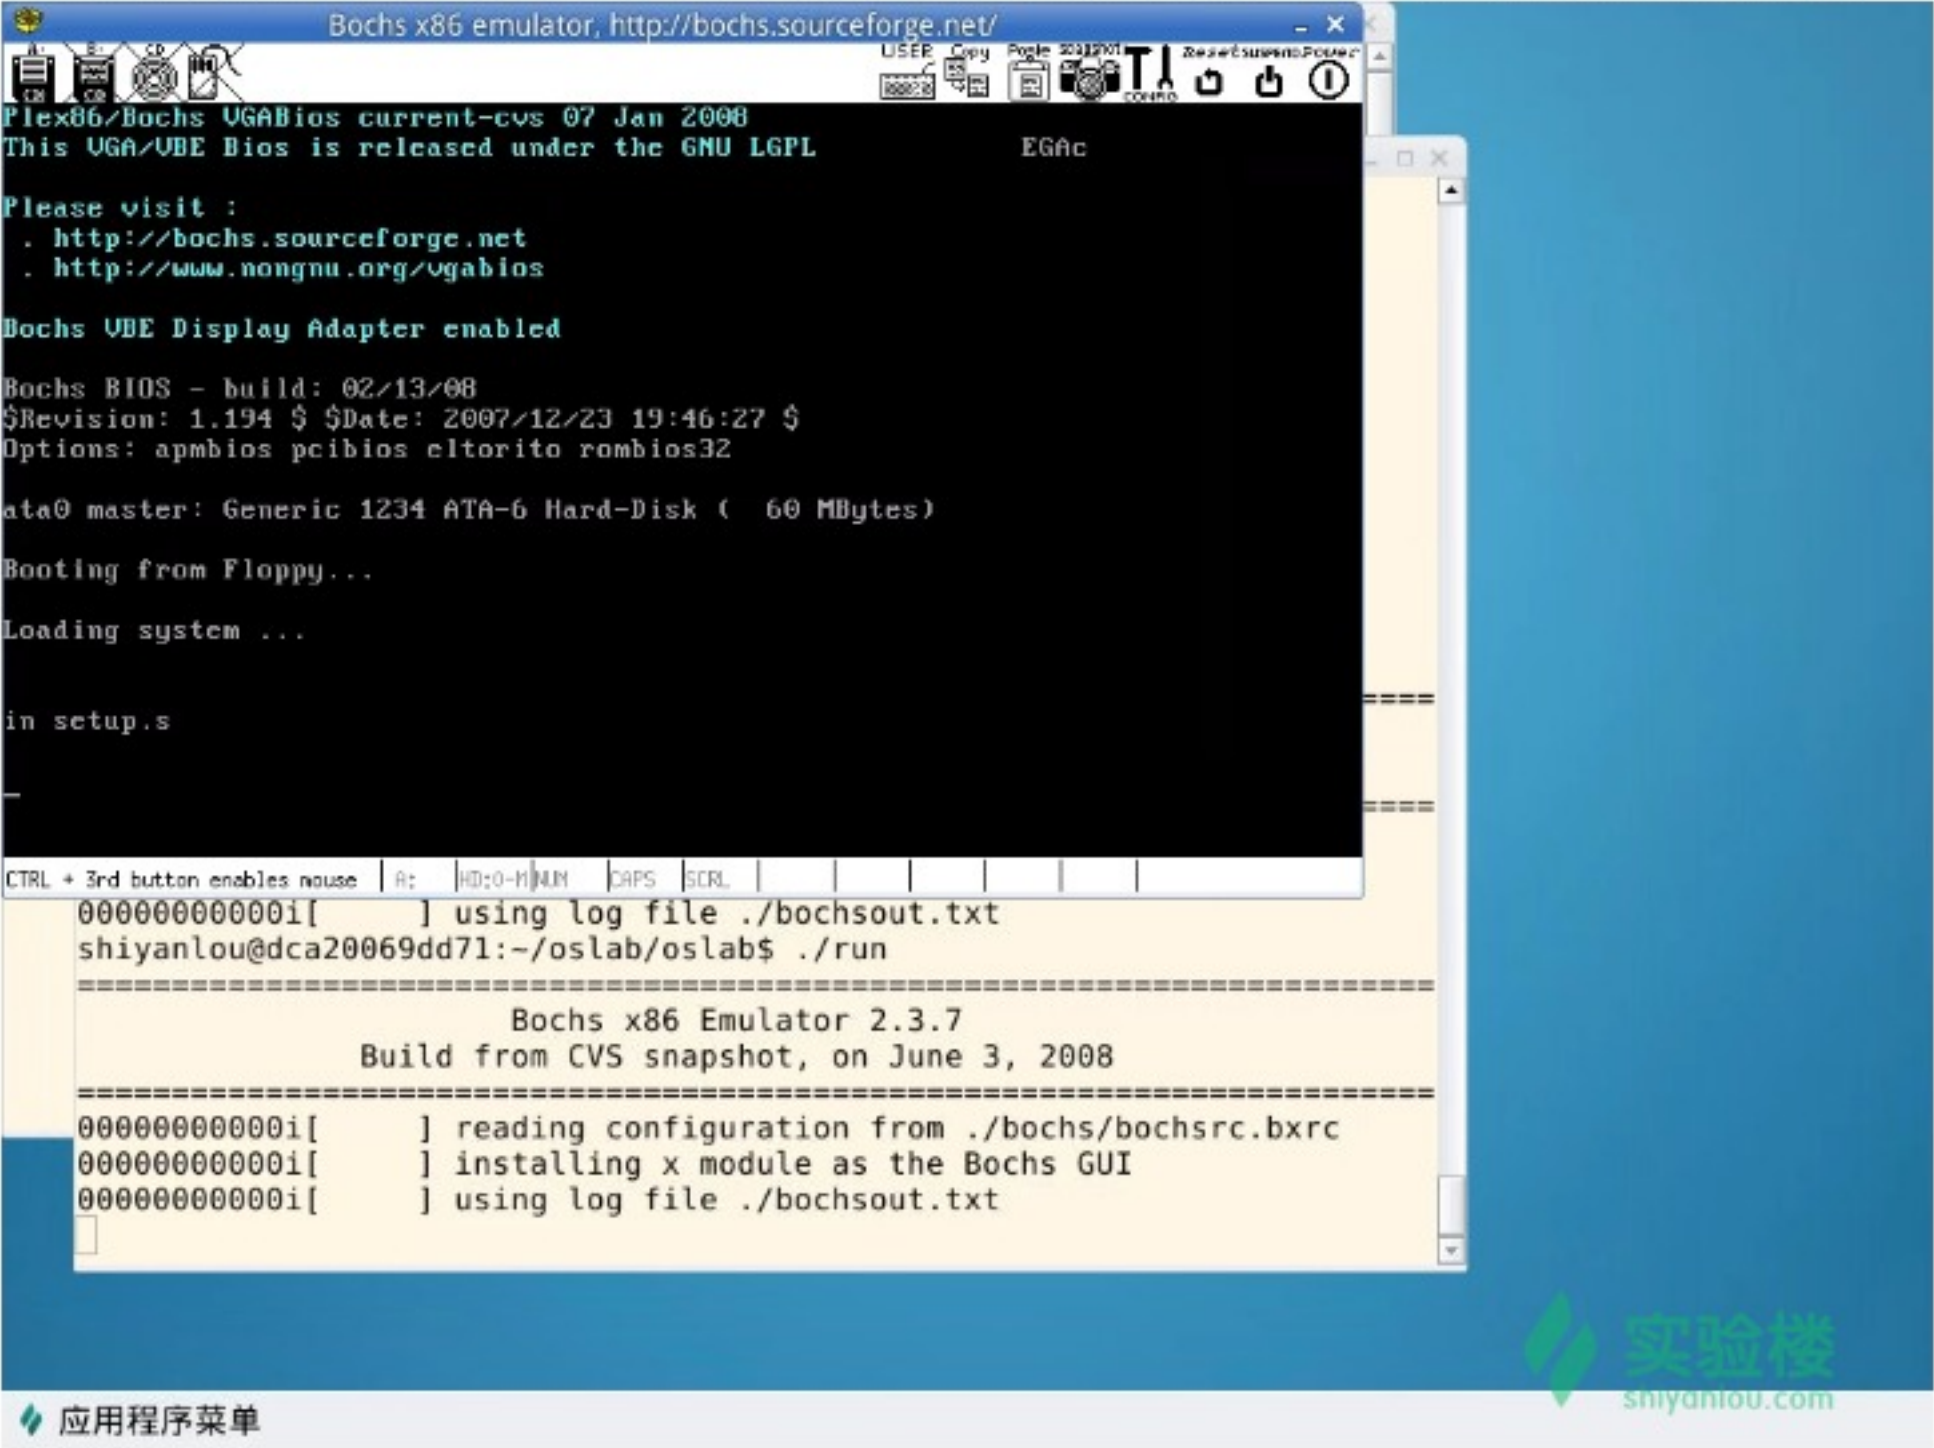 Bochs x86 emulator, http://bochs.sourceforge.net/
A: B: CD USER Copy Paste snapshot CONFIG Reset SUSPEND Power
Plex86/Bochs VGABios current-cvs 07 Jan 2008
This VGA/VBE Bios is released under the GNU LGPL EGAc
Please visit :
. http://bochs.sourceforge.net
. http://www.nongnu.org/vgabios
Bochs VBE Display Adapter enabled
Bochs BIOS - build: 02/13/08
$Revision: 1.194 $ $Date: 2007/12/23 19:46:27 $
Options: apmbios pcibios eltorito rombios32
ata0 master: Generic 1234 ATA-6 Hard-Disk ( 60 MBytes)
Booting from Floppy...
Loading system ...
in setup.s
====
====
CTRL + 3rd button enables mouse A: HD:0-M NUM CAPS SCRL
00000000000i[ ] using log file ./bochsout.txt
shiyanlou@dca20069dd71:~/oslab/oslab$ ./run
========================================================================
Bochs x86 Emulator 2.3.7
Build from CVS snapshot, on June 3, 2008
========================================================================
00000000000i[ ] reading configuration from ./bochs/bochsrc.bxrc
00000000000i[ ] installing x module as the Bochs GUI
00000000000i[ ] using log file ./bochsout.txt
实验楼
shiyanlou.com
应用程序菜单